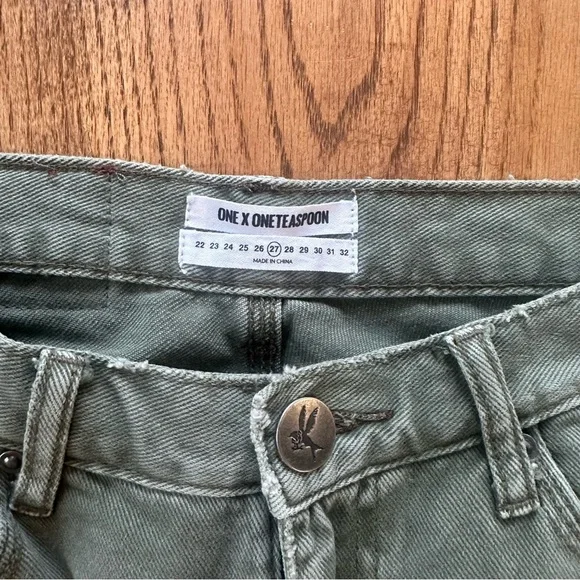 ONE X ONETEASPOON
22 23 24 25 26 27 28 29 30 31 32
MADE IN CHINA